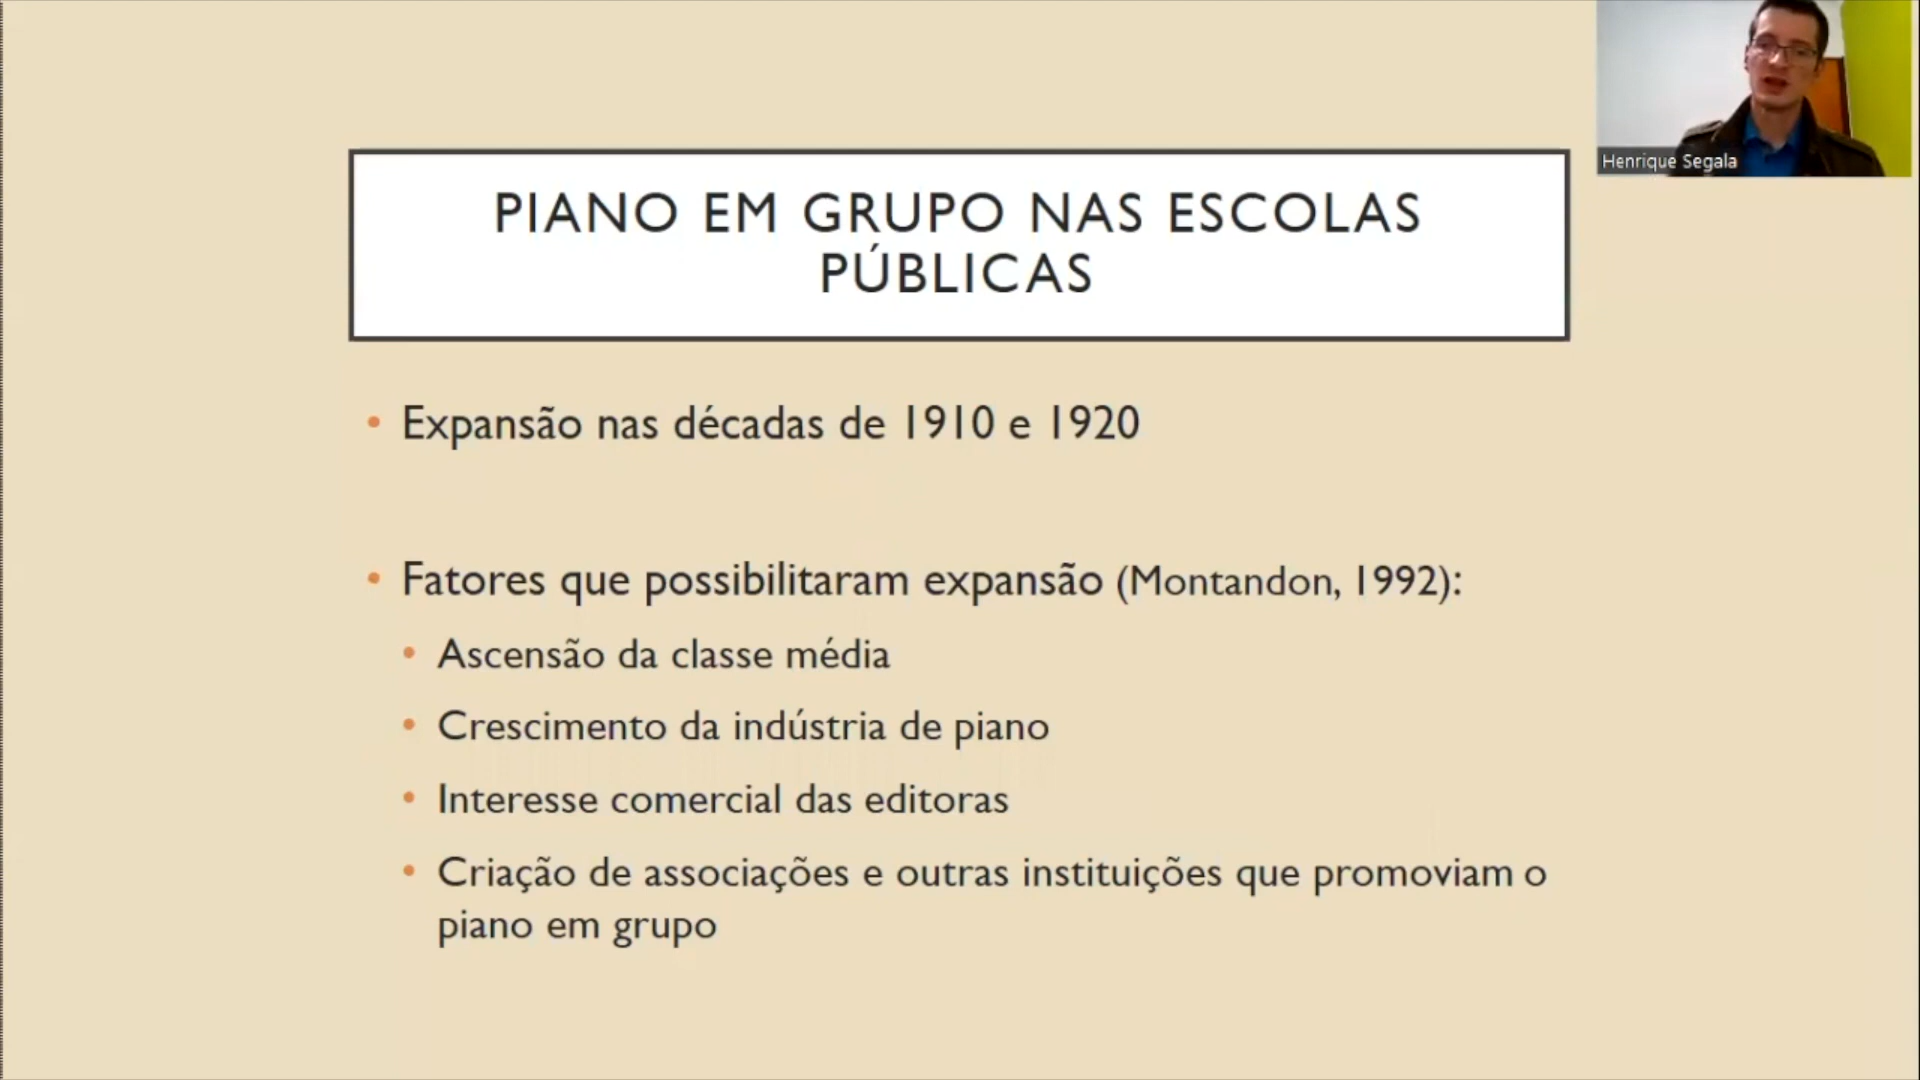 PIANO EM GRUPO NAS ESCOLAS
PÚBLICAS
Henrique Segala
• Expansão nas décadas de 1910 e 1920
• Fatores que possibilitaram expansão (Montandon, 1992):
• Ascensão da classe média
• Crescimento da indústria de piano
• Interesse comercial das editoras
• Criação de associações e outras instituições que promoviam o
piano em grupo